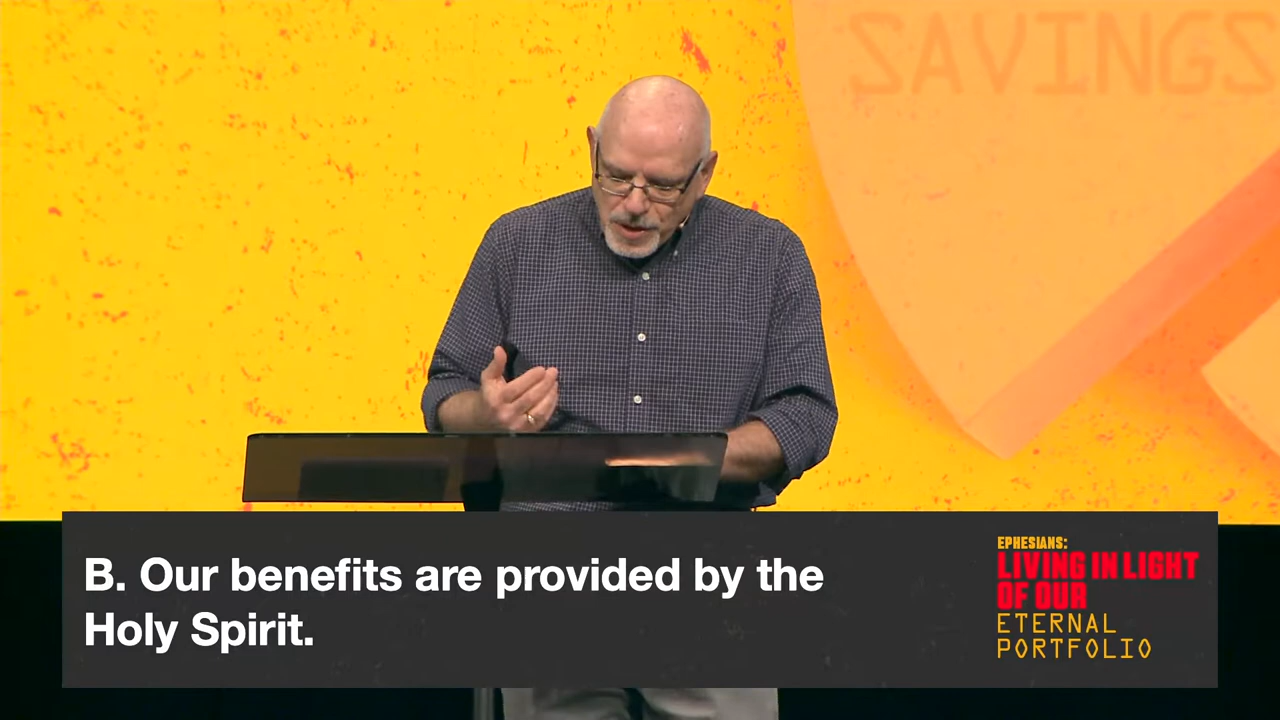 SAVINGS
B. Our benefits are provided by the
Holy Spirit.
EPHESIANS:
LIVING IN LIGHT
OF OUR
ETERNAL
PORTFOLIO